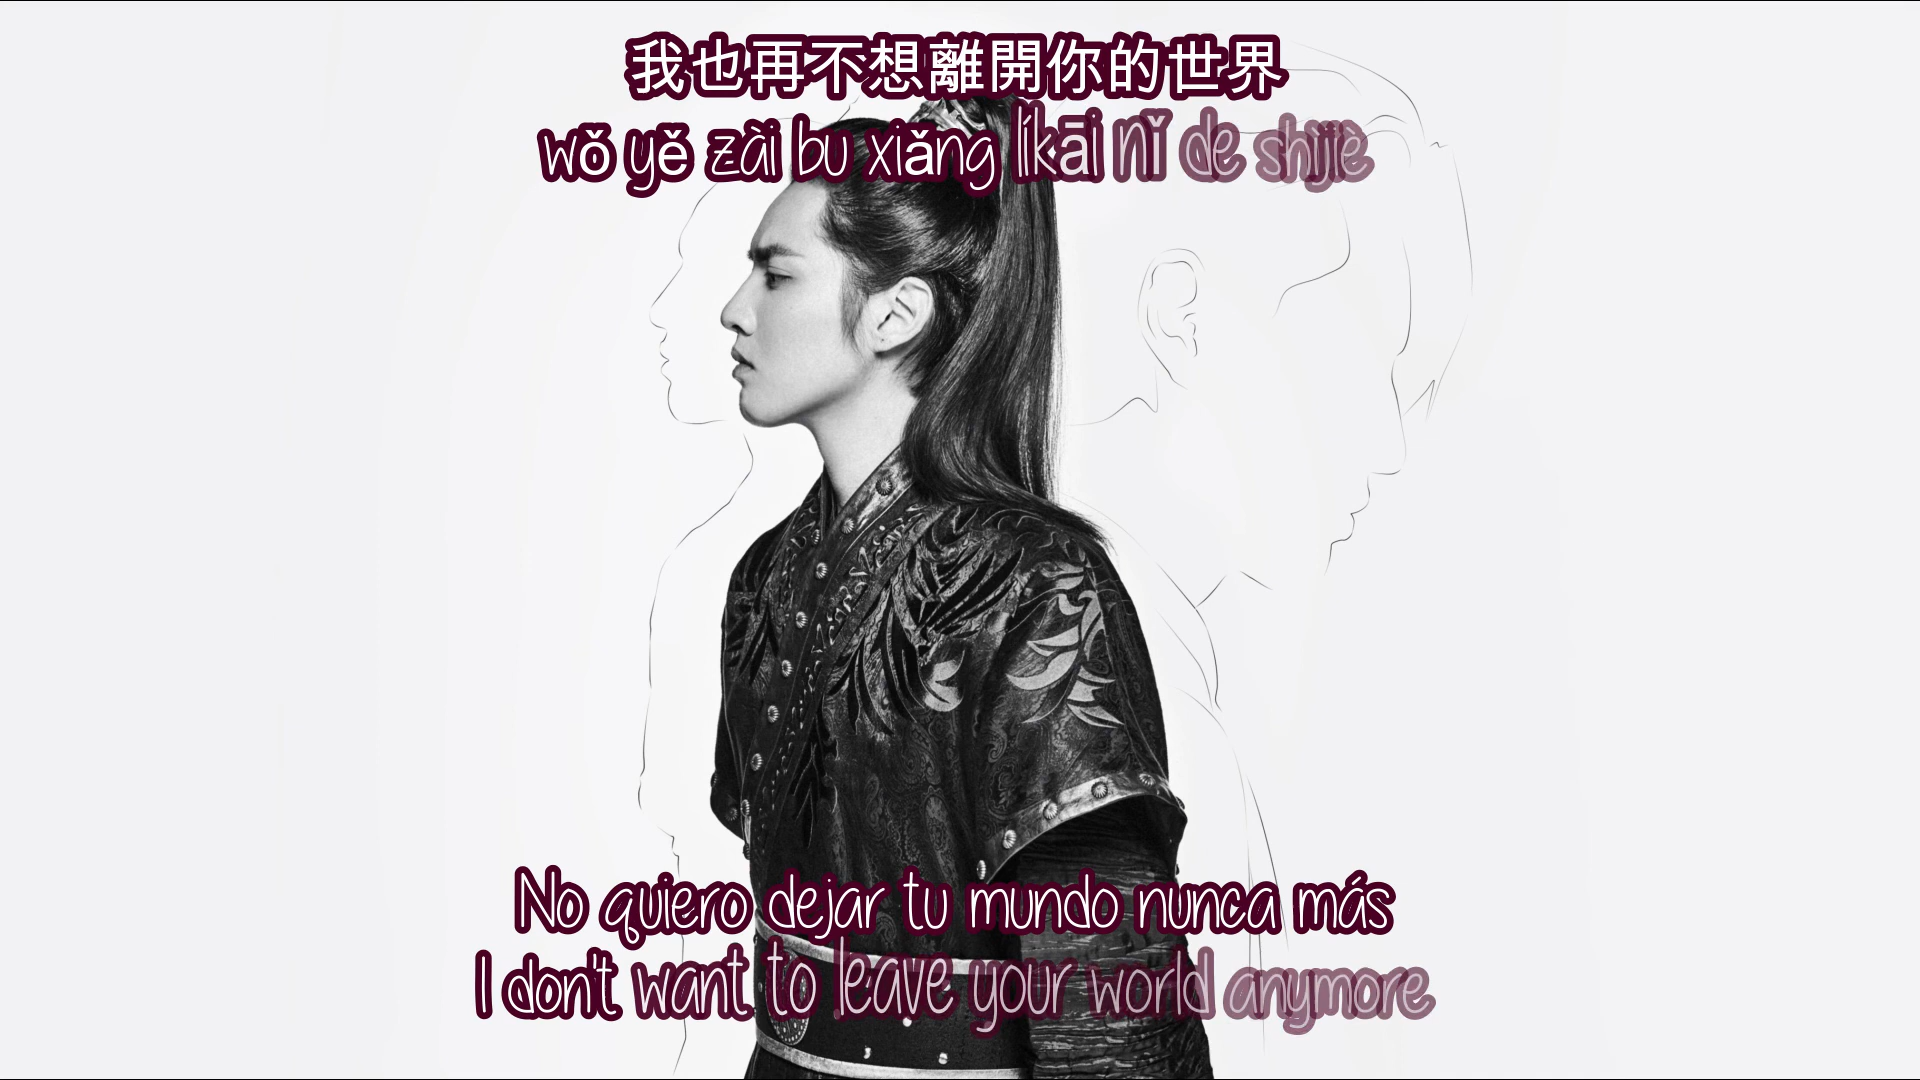 我也再不想離開你的世界
wǒ yě zài bu xiǎng líkāi nǐ de shìjiè
No quiero dejar tu mundo nunca más
I don't want to leave your world anymore